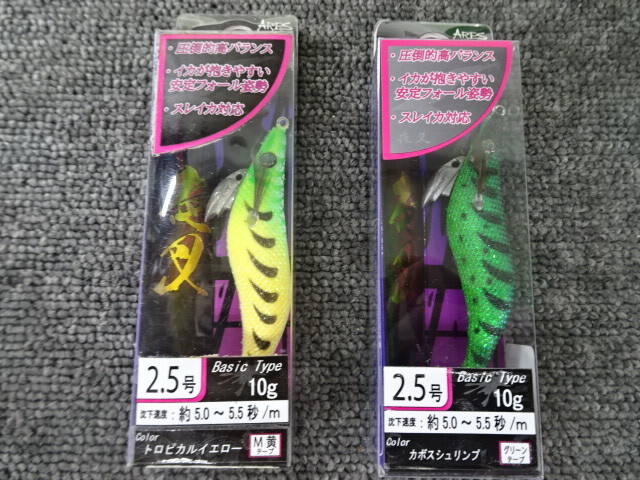 ARES
・圧倒的高バランス
・イカが抱きやすい
安定フォール姿勢
・スレイカ対応
夜叉
2.5号
Basic Type
10g
沈下速度：約5.0～5.5秒/m
Color
トロピカルイエロー
M黄
テープ
ARES
・圧倒的高バランス
・イカが抱きやすい
安定フォール姿勢
・スレイカ対応
2.5号
Basic Type
10g
沈下速度：約5.0～5.5秒/m
Color
カボスシュリンプ
グリーン
テープ